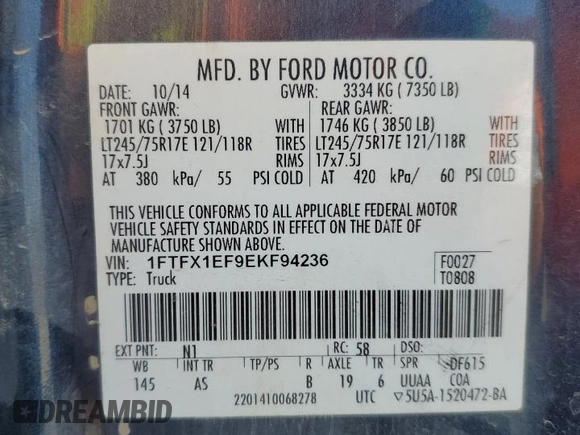 MFD. BY FORD MOTOR CO.
DATE: 10/14 GVWR: 3334 KG ( 7350 LB)
FRONT GAWR: REAR GAWR:
1701 KG ( 3750 LB) WITH 1746 KG ( 3850 LB) WITH
LT245/75R17E 121/118R TIRES LT245/75R17E 121/118R TIRES
17x7.5J RIMS 17x7.5J RIMS
AT 380 kPa/ 55 PSI COLD AT 420 kPa/ 60 PSI COLD
THIS VEHICLE CONFORMS TO ALL APPLICABLE FEDERAL MOTOR
VEHICLE SAFETY STANDARDS IN EFFECT ON THE DATE OF
MANUFACTURE SHOWN ABOVE.
VIN: 1FTFX1EF9EKF94236 F0027
TYPE: Truck T0808
EXT PNT: N1 RC: 58 DSO:
WB INT TR TP/PS R AXLE TR SPR DF615
145 AS B 19 6 UUAA COA
2201410068278 UTC ▽5U5A-1520472-BA
DREAMBID